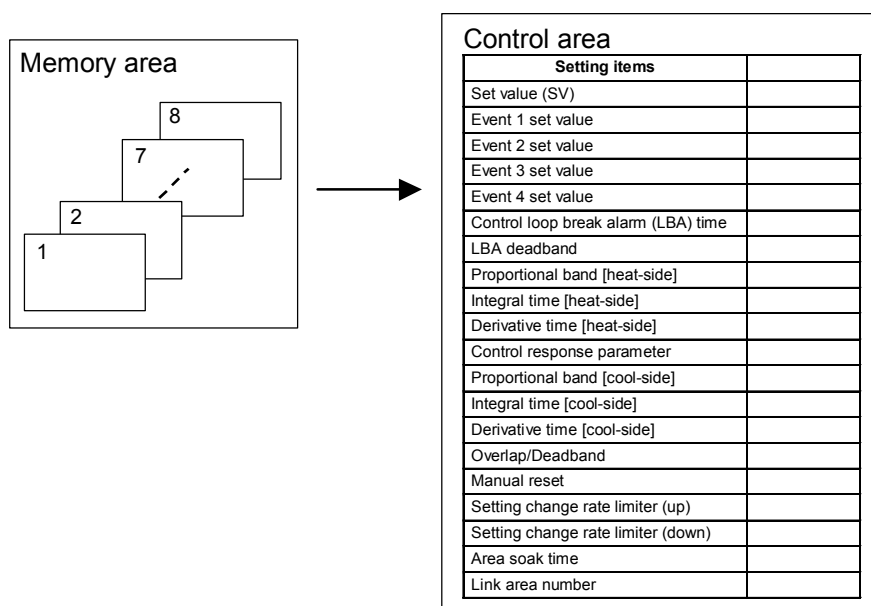 Memory area
8
7
2
1
Control area
Setting items
Set value (SV)
Event 1 set value
Event 2 set value
Event 3 set value
Event 4 set value
Control loop break alarm (LBA) time
LBA deadband
Proportional band [heat-side]
Integral time [heat-side]
Derivative time [heat-side]
Control response parameter
Proportional band [cool-side]
Integral time [cool-side]
Derivative time [cool-side]
Overlap/Deadband
Manual reset
Setting change rate limiter (up)
Setting change rate limiter (down)
Area soak time
Link area number